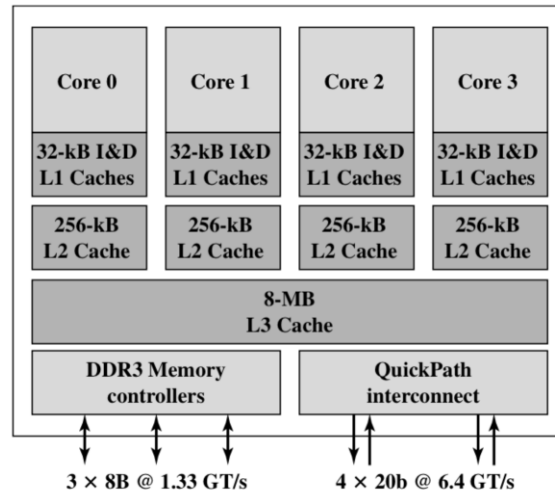 Core 0
Core 1
Core 2
Core 3
32-kB I&D
L1 Caches
32-kB I&D
L1 Caches
32-kB I&D
L1 Caches
32-kB I&D
L1 Caches
256-kB
L2 Cache
256-kB
L2 Cache
256-kB
L2 Cache
256-kB
L2 Cache
8-MB
L3 Cache
DDR3 Memory
controllers
QuickPath
interconnect
3 × 8B @ 1.33 GT/s
4 × 20b @ 6.4 GT/s